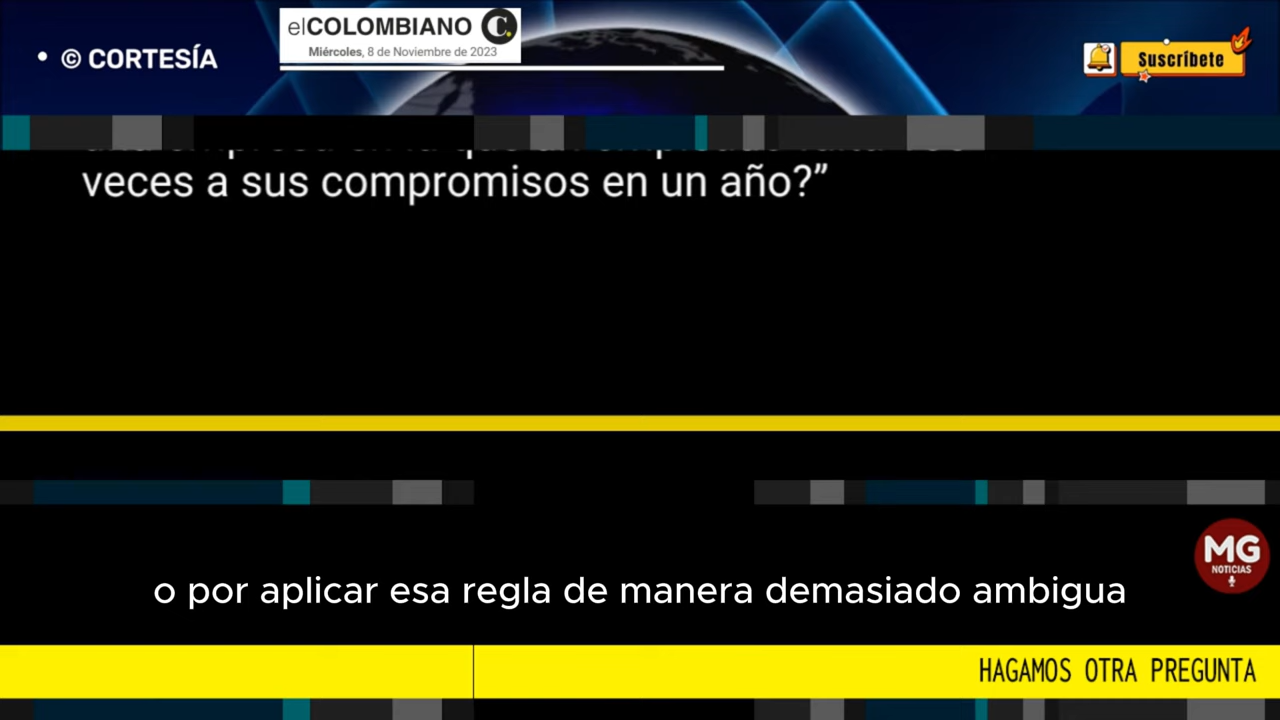 • © CORTESÍA
elCOLOMBIANO C.
Miércoles, 8 de Noviembre de 2023
Suscríbete
veces a sus compromisos en un año?”
MG
NOTICIAS
o por aplicar esa regla de manera demasiado ambigua
HAGAMOS OTRA PREGUNTA